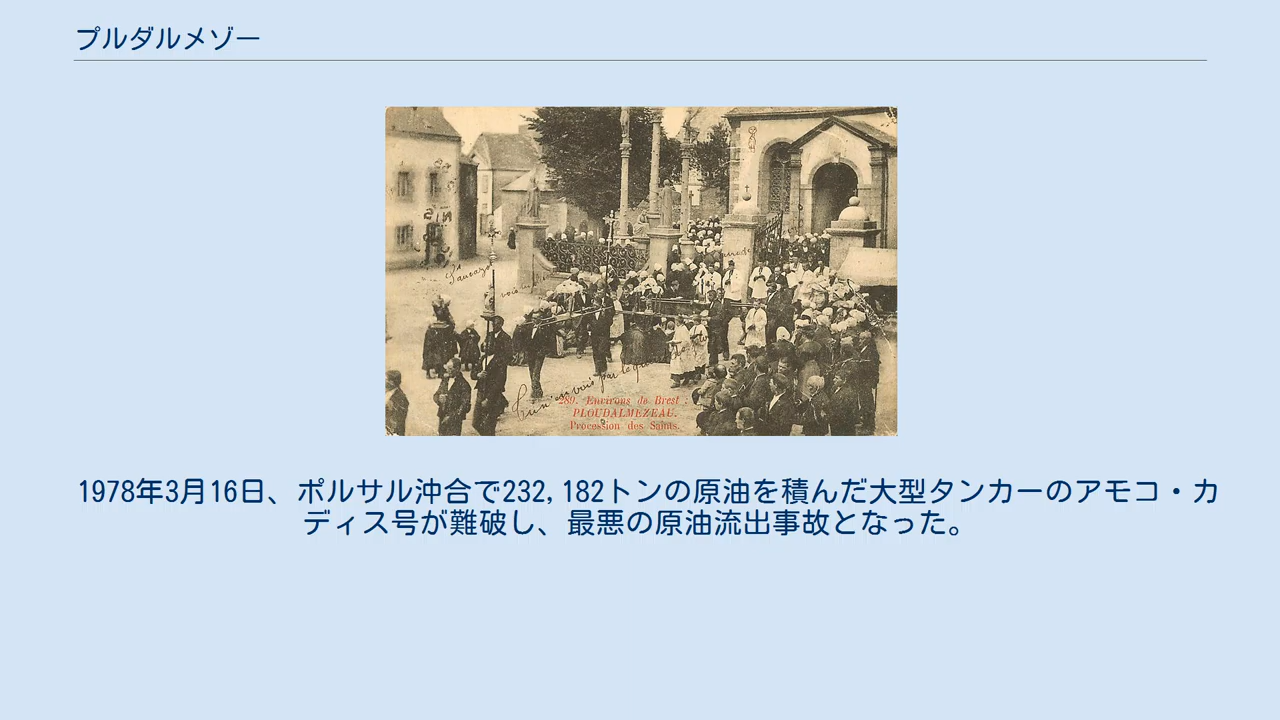 プルダルメゾー
289. Environs de Brest
PLOUDALMEZEAU.
Procession des Saints.
1978年3月16日、ポルサル沖合で232,182トンの原油を積んだ大型タンカーのアモコ・カ
ディス号が難破し、最悪の原油流出事故となった。